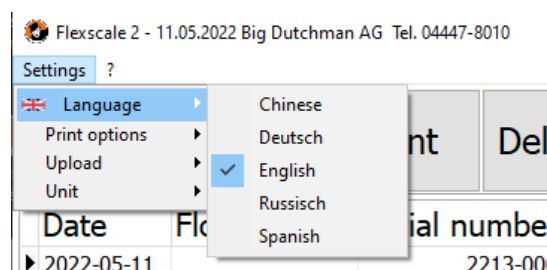 Flexscale 2 - 11.05.2022 Big Dutchman AG Tel. 04447-8010
Settings ?
Language
Print options
Upload
Unit
Chinese
Deutsch
English
Russisch
Spanish
Date
2022-05-11